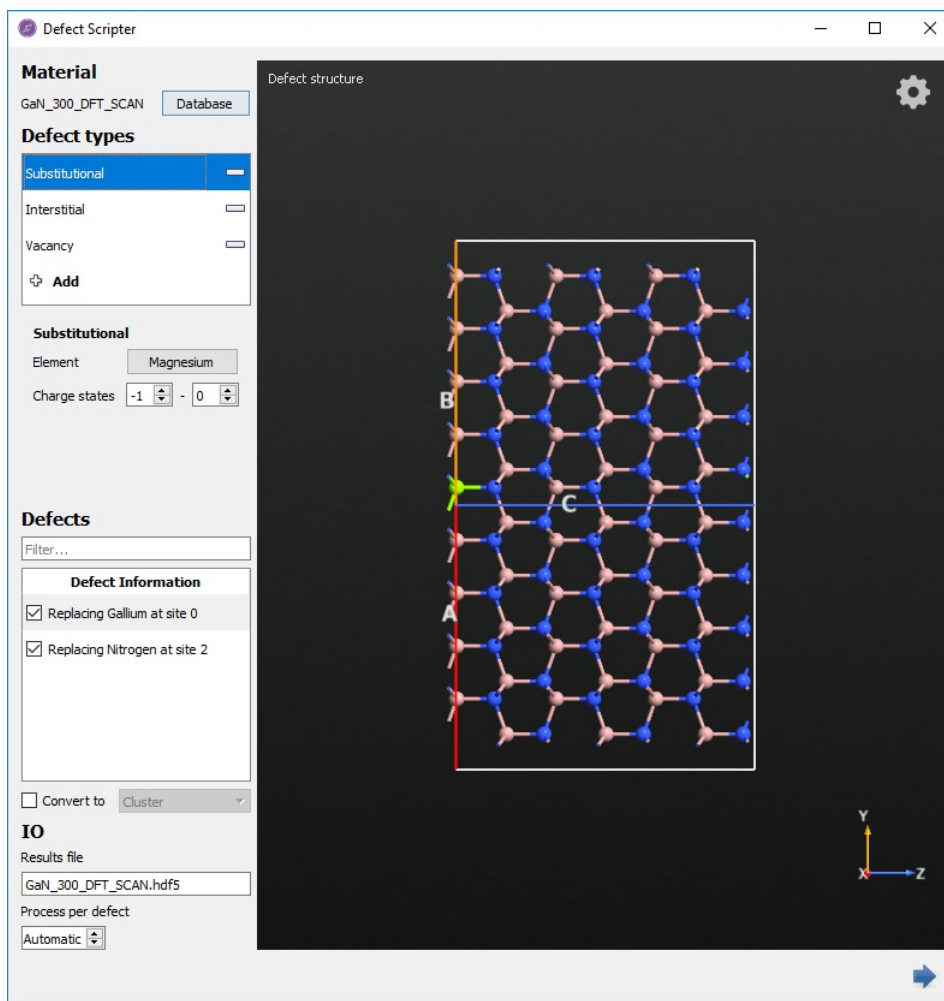 Defect Scripter
Material
GaN_300_DFT_SCAN Database
Defect types
Substitutional
Interstitial
Vacancy
Add
Substitutional
Element Magnesium
Charge states -1 - 0
Defects
Filter...
Defect Information
Replacing Gallium at site 0
Replacing Nitrogen at site 2
Convert to Cluster
IO
Results file
GaN_300_DFT_SCAN.hdf5
Process per defect
Automatic
Defect structure
B
C
A
Y
X Z